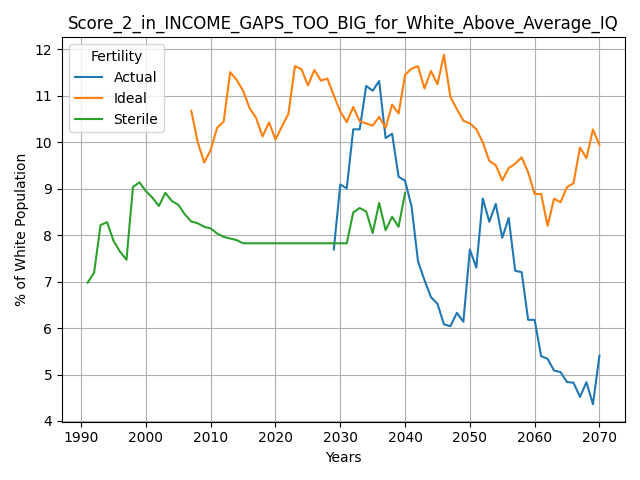 Score_2_in_INCOME_GAPS_TOO_BIG_for_White_Above_Average_IQ
Fertility
Actual
Ideal
Sterile
% of White Population
12
11
10
9
8
7
6
5
4
1990 2000 2010 2020 2030 2040 2050 2060 2070
Years